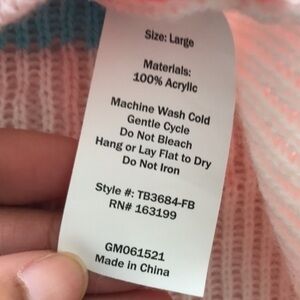 Size: Large
Materials:
100% Acrylic
Machine Wash Cold
Gentle Cycle
Do Not Bleach
Hang or Lay Flat to Dry
Do Not Iron
Style #: TB3684-FB
RN# 163199
GM061521
Made in China